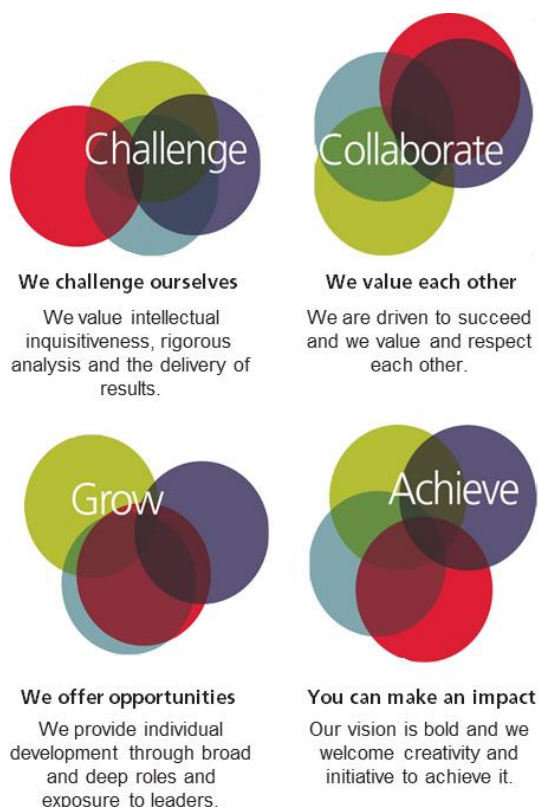 Challenge
We challenge ourselves
We value intellectual
inquisitiveness, rigorous
analysis and the delivery of
results.
Collaborate
We value each other
We are driven to succeed
and we value and respect
each other.
Grow
We offer opportunities
We provide individual
development through broad
and deep roles and
exposure to leaders.
Achieve
You can make an impact
Our vision is bold and we
welcome creativity and
initiative to achieve it.